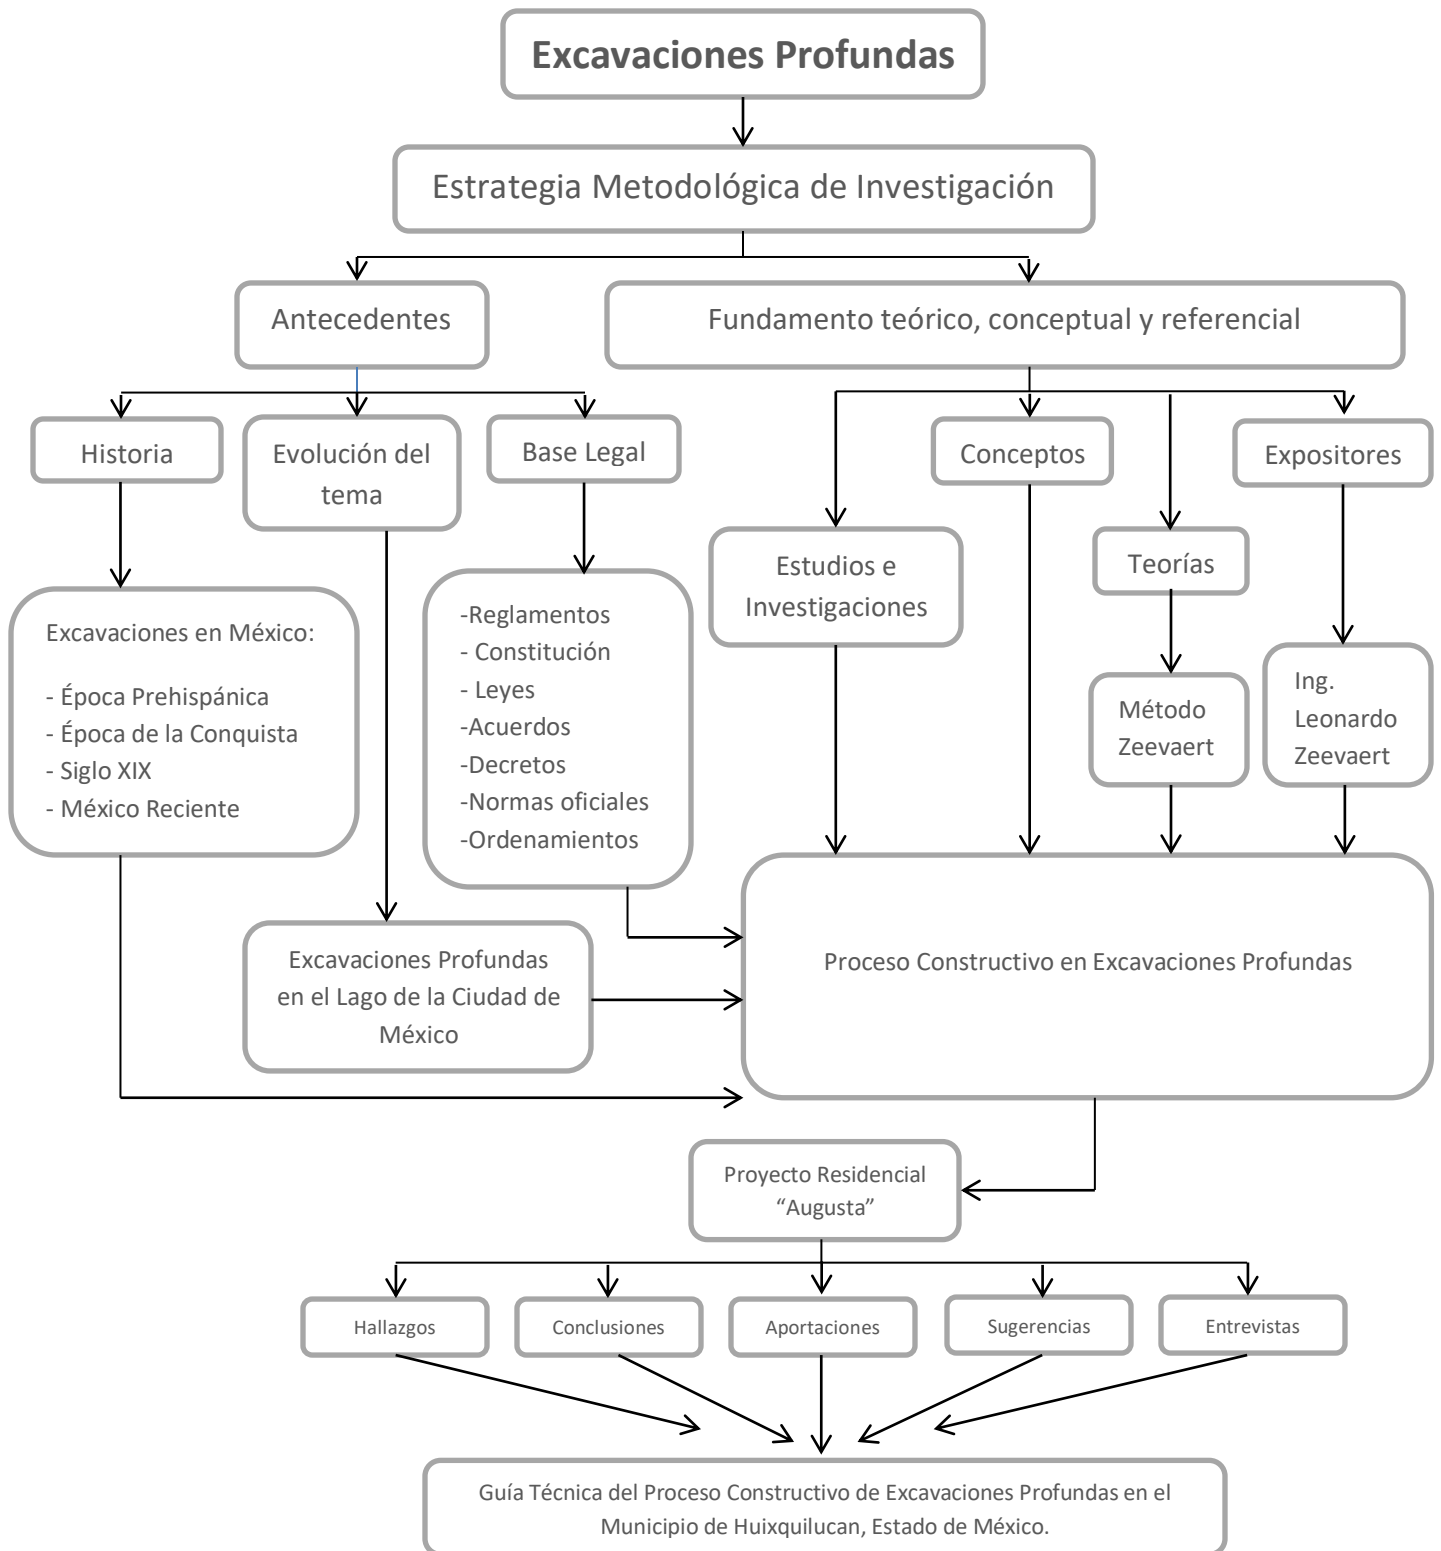 Excavaciones Profundas
Estrategia Metodológica de Investigación
Antecedentes
Fundamento teórico, conceptual y referencial
Historia
Evolución del
tema
Base Legal
Conceptos
Expositores
Estudios e
Investigaciones
Teorías
Excavaciones en México:
- Época Prehispánica
- Época de la Conquista
- Siglo XIX
- México Reciente
-Reglamentos
- Constitución
- Leyes
-Acuerdos
-Decretos
-Normas oficiales
-Ordenamientos
Método
Zeevaert
Ing.
Leonardo
Zeevaert
Excavaciones Profundas
en el Lago de la Ciudad de
México
Proceso Constructivo en Excavaciones Profundas
Proyecto Residencial
“Augusta”
Hallazgos
Conclusiones
Aportaciones
Sugerencias
Entrevistas
Guía Técnica del Proceso Constructivo de Excavaciones Profundas en el
Municipio de Huixquilucan, Estado de México.